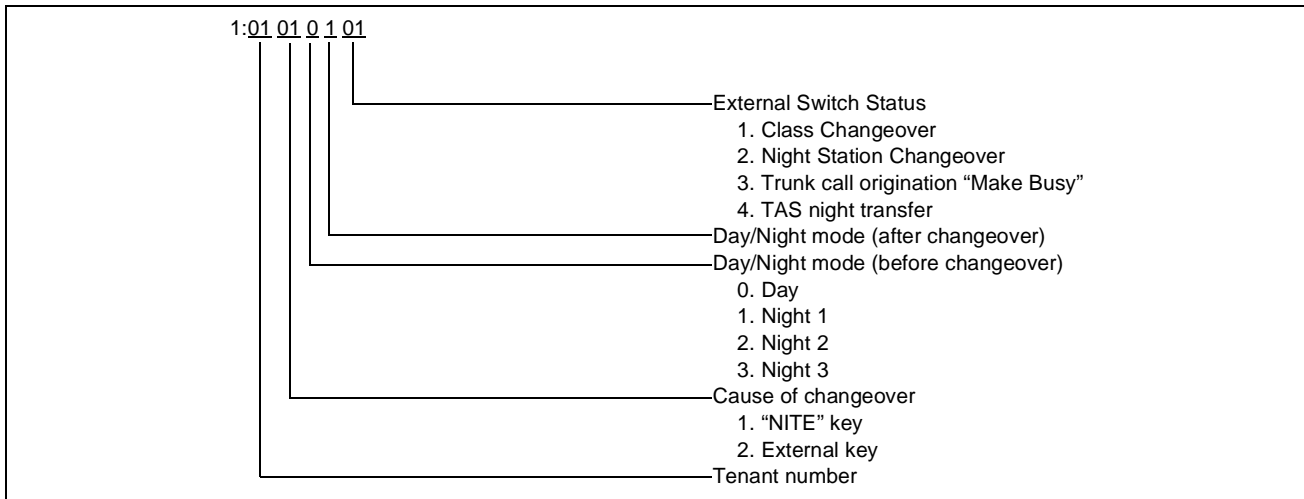 1:01 01 0 1 01
External Switch Status
1. Class Changeover
2. Night Station Changeover
3. Trunk call origination “Make Busy”
4. TAS night transfer
Day/Night mode (after changeover)
Day/Night mode (before changeover)
0. Day
1. Night 1
2. Night 2
3. Night 3
Cause of changeover
1. “NITE” key
2. External key
Tenant number